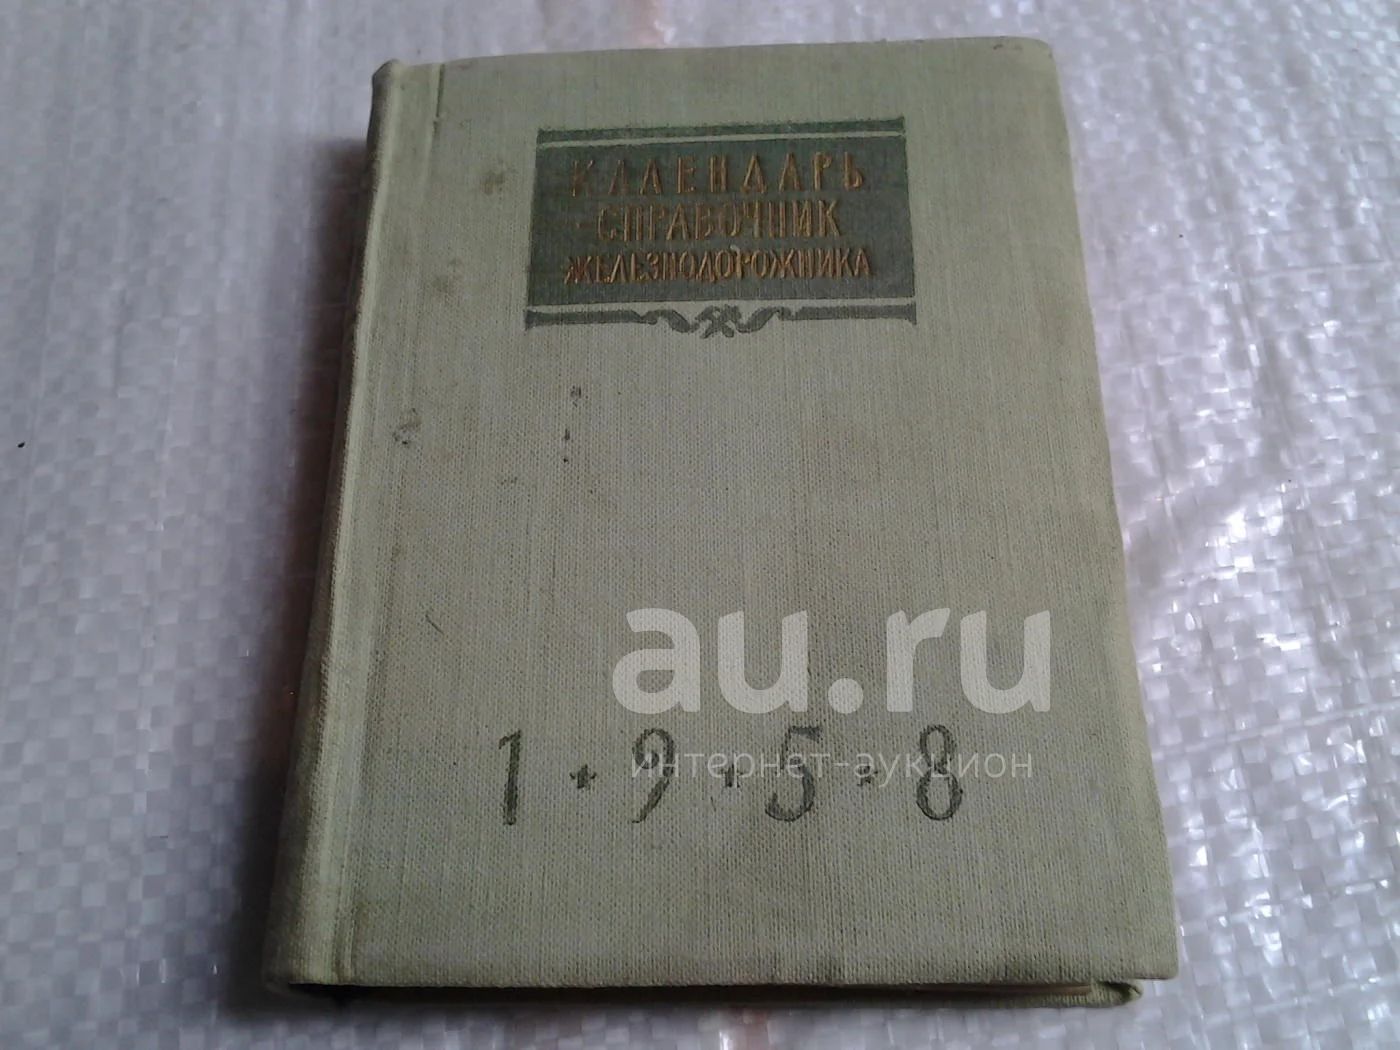 КАЛЕНДАРЬ
-СПРАВОЧНИК
ЖЕЛЕЗНОДОРОЖНИКА
au.ru
интернет-аукцион
1·9·5·8